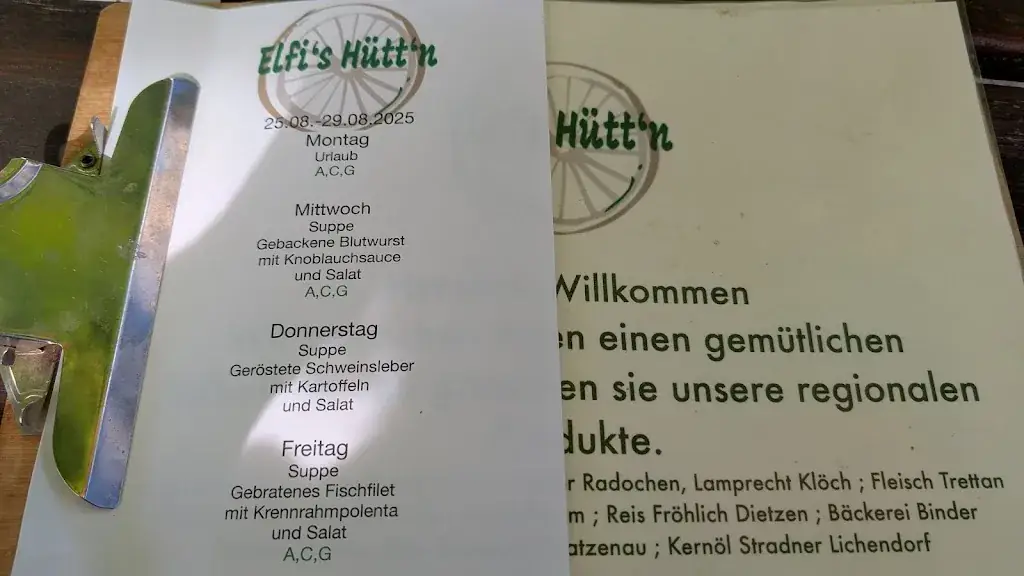 Elfi's Hütt'n
25.08.-29.08.2025
Montag
Urlaub
A,C,G
Mittwoch
Suppe
Gebackene Blutwurst
mit Knoblauchsauce
und Salat
A,C,G
Donnerstag
Suppe
Geröstete Schweinsleber
mit Kartoffeln
und Salat
Freitag
Suppe
Gebratenes Fischfilet
mit Krennrahmpolenta
und Salat
A,C,G
Hütt'n
Willkommen
en einen gemütlichen
en sie unsere regionalen
dukte.
r Radochen, Lamprecht Klöch ; Fleisch Trettan
m ; Reis Fröhlich Dietzen ; Bäckerei Binder
atzenau ; Kernöl Stradner Lichendorf